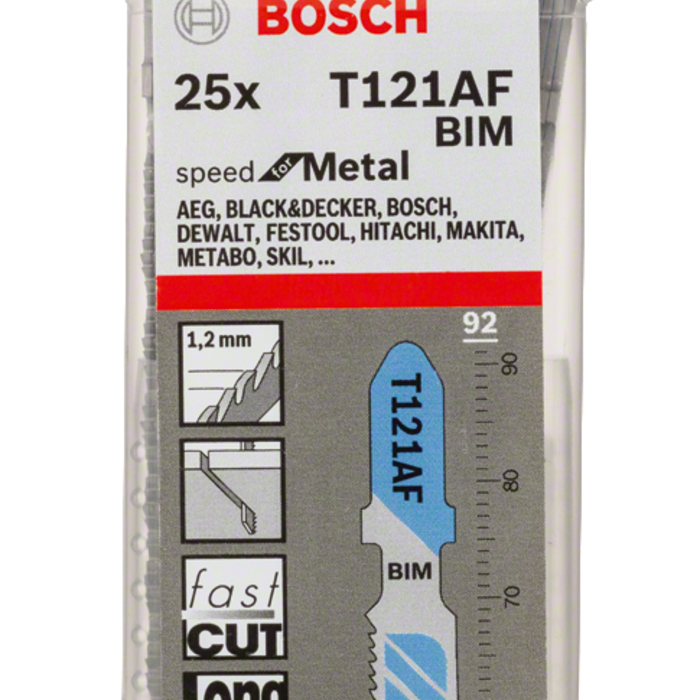 BOSCH
25x T121AF
BIM
speed for Metal
AEG, BLACK&DECKER, BOSCH,
DEWALT, FESTOOL, HITACHI, MAKITA,
METABO, SKIL, ...
92
1,2 mm
90
T121AF
80
BIM
70
fast
CUT
Long